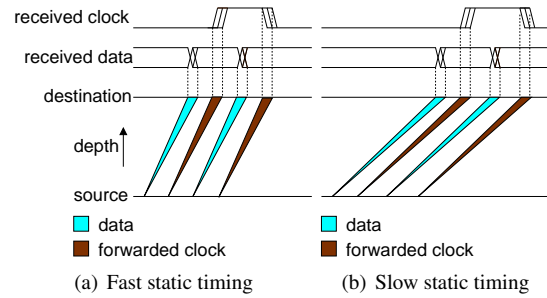 received clock
received data
destination
depth
source
data
forwarded clock
data
forwarded clock
(a) Fast static timing
(b) Slow static timing